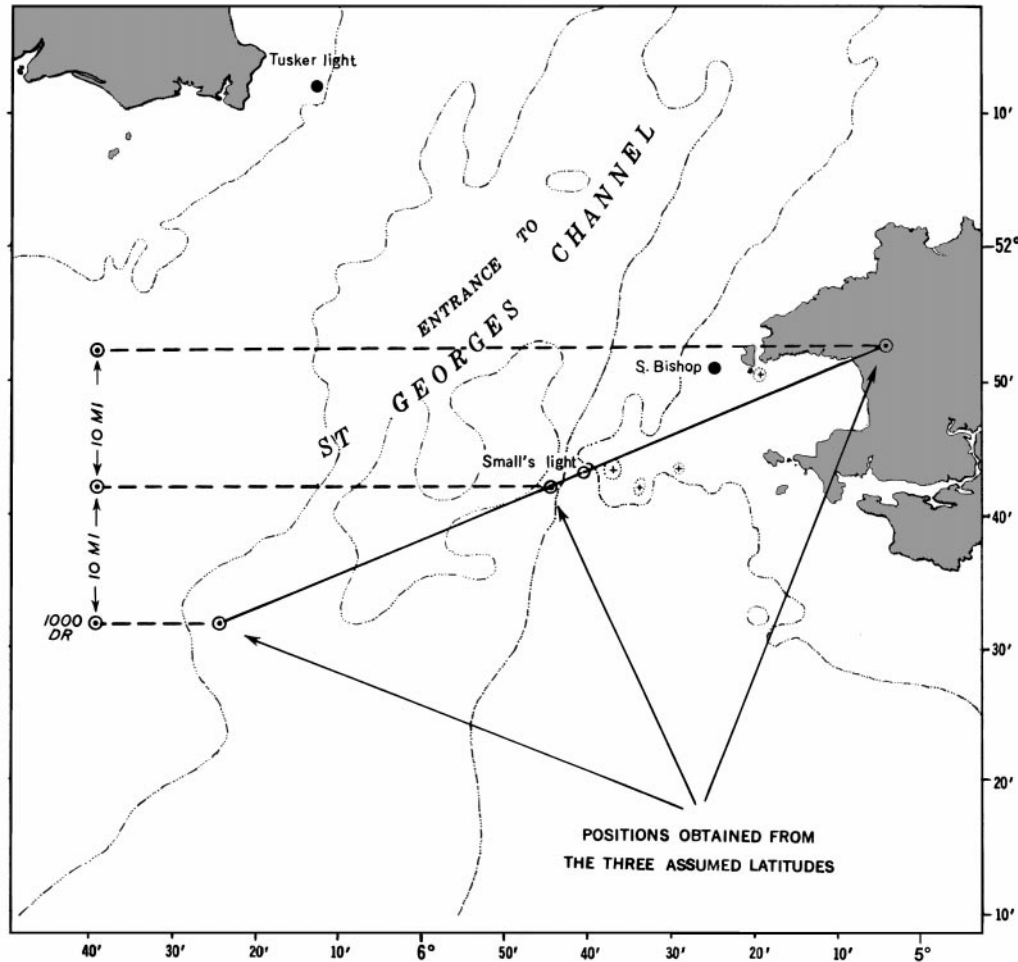 Tusker light
10'
ENTRANCE TO
ST GEORGES CHANNEL
52°
10 MI
S. Bishop
50'
Small's light
10 MI
40'
1000
DR
30'
20'
POSITIONS OBTAINED FROM
THE THREE ASSUMED LATITUDES
10'
40' 30' 20' 10' 6° 50' 40' 30' 20' 10' 5°